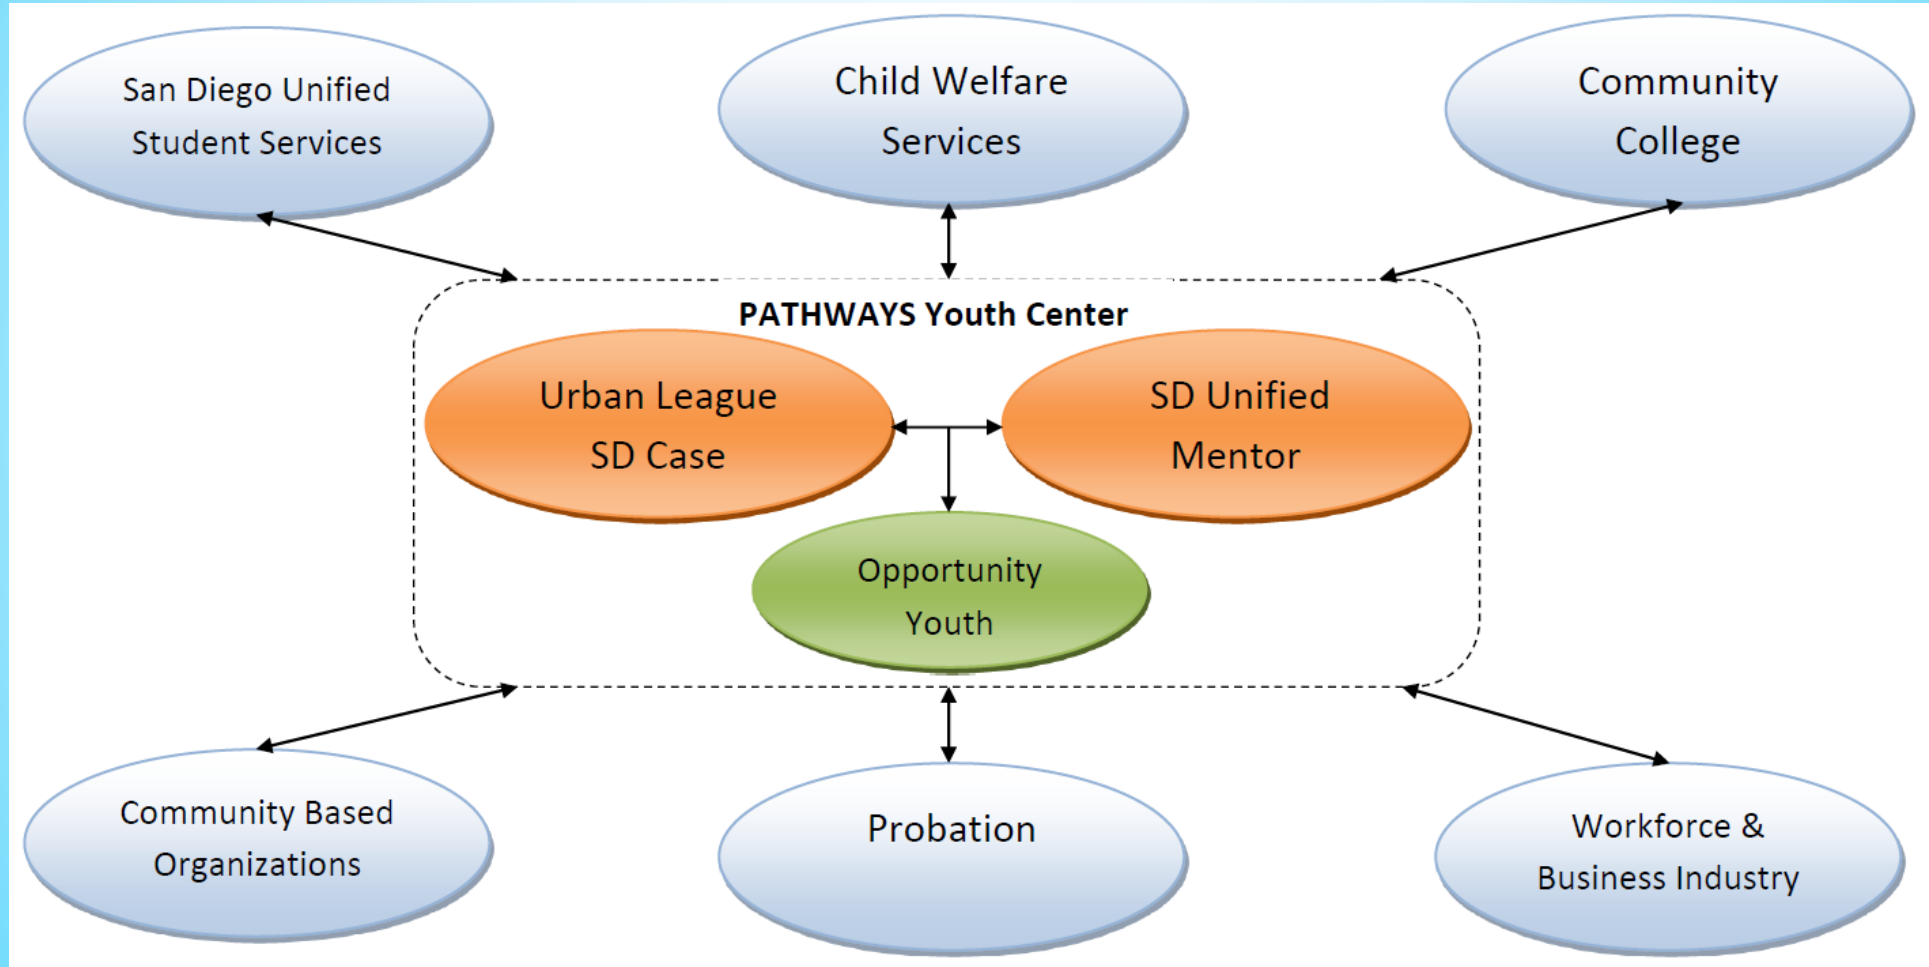 San Diego Unified
Student Services
Child Welfare
Services
Community
College
PATHWAYS Youth Center
Urban League
SD Case
SD Unified
Mentor
Opportunity
Youth
Community Based
Organizations
Probation
Workforce &
Business Industry